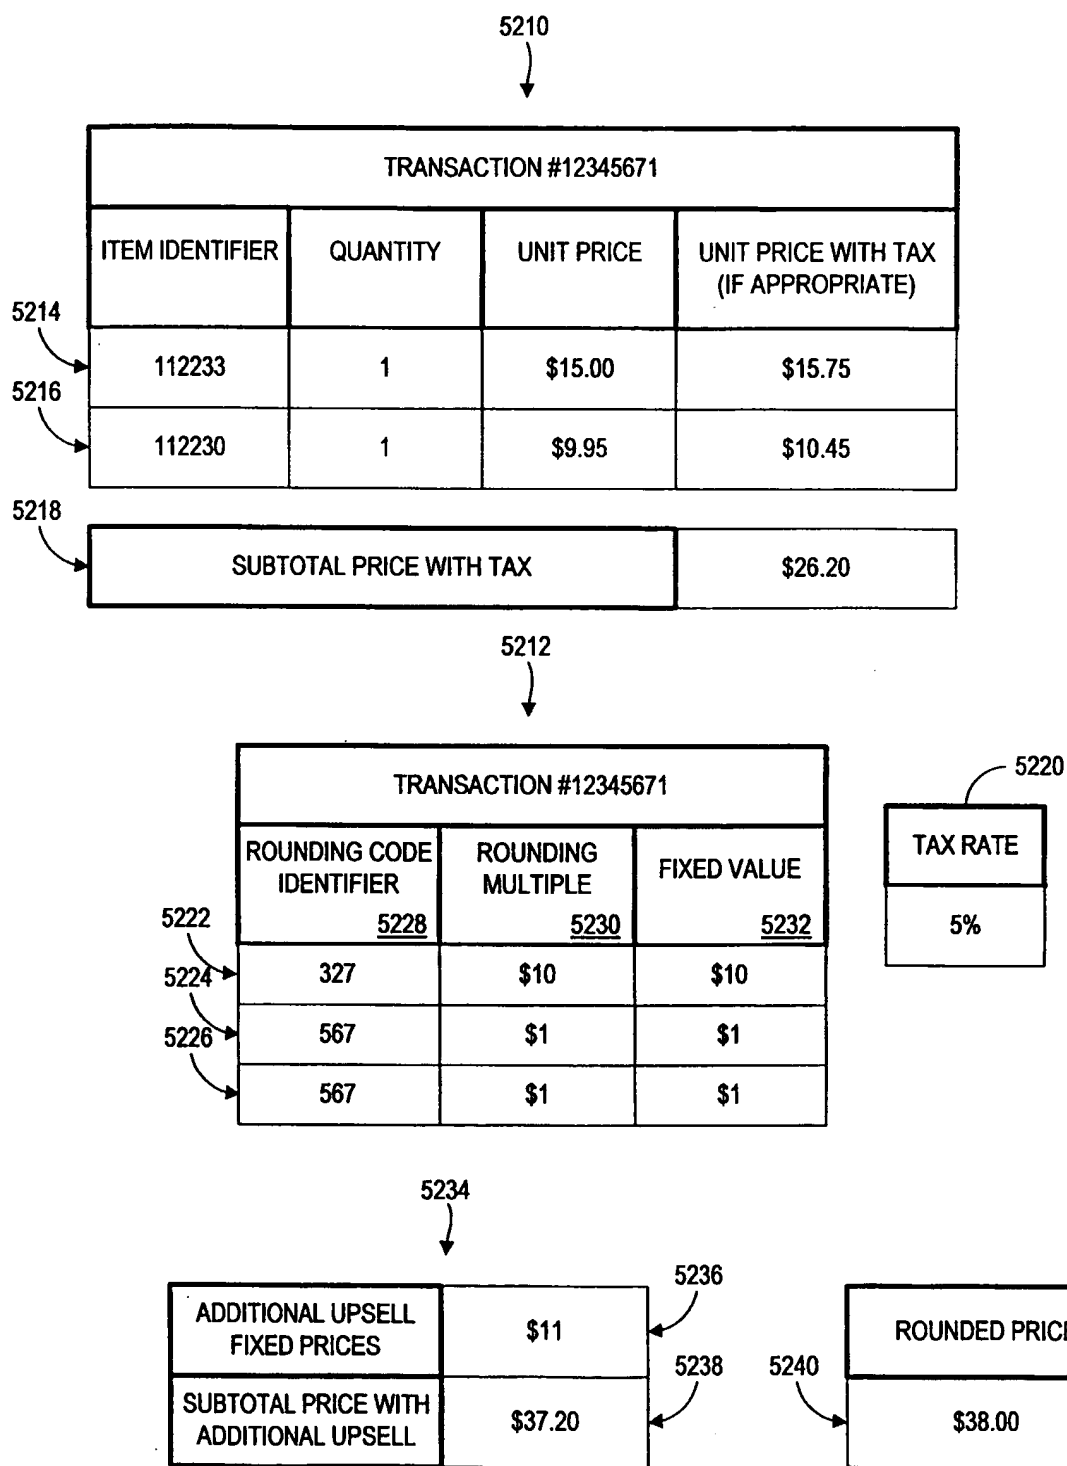 5210
TRANSACTION #12345671
ITEM IDENTIFIER
QUANTITY
UNIT PRICE
UNIT PRICE WITH TAX
(IF APPROPRIATE)
5214
112233
1
$15.00
$15.75
5216
112230
1
$9.95
$10.45
5218
SUBTOTAL PRICE WITH TAX
$26.20
5212
TRANSACTION #12345671
5220
TAX RATE
5%
ROUNDING CODE
IDENTIFIER
5228
ROUNDING
MULTIPLE
5230
FIXED VALUE
5232
5222
327
$10
$10
5224
567
$1
$1
5226
567
$1
$1
5234
ADDITIONAL UPSELL
FIXED PRICES
$11
5236
SUBTOTAL PRICE WITH
ADDITIONAL UPSELL
$37.20
5238
ROUNDED PRICE
5240
$38.00